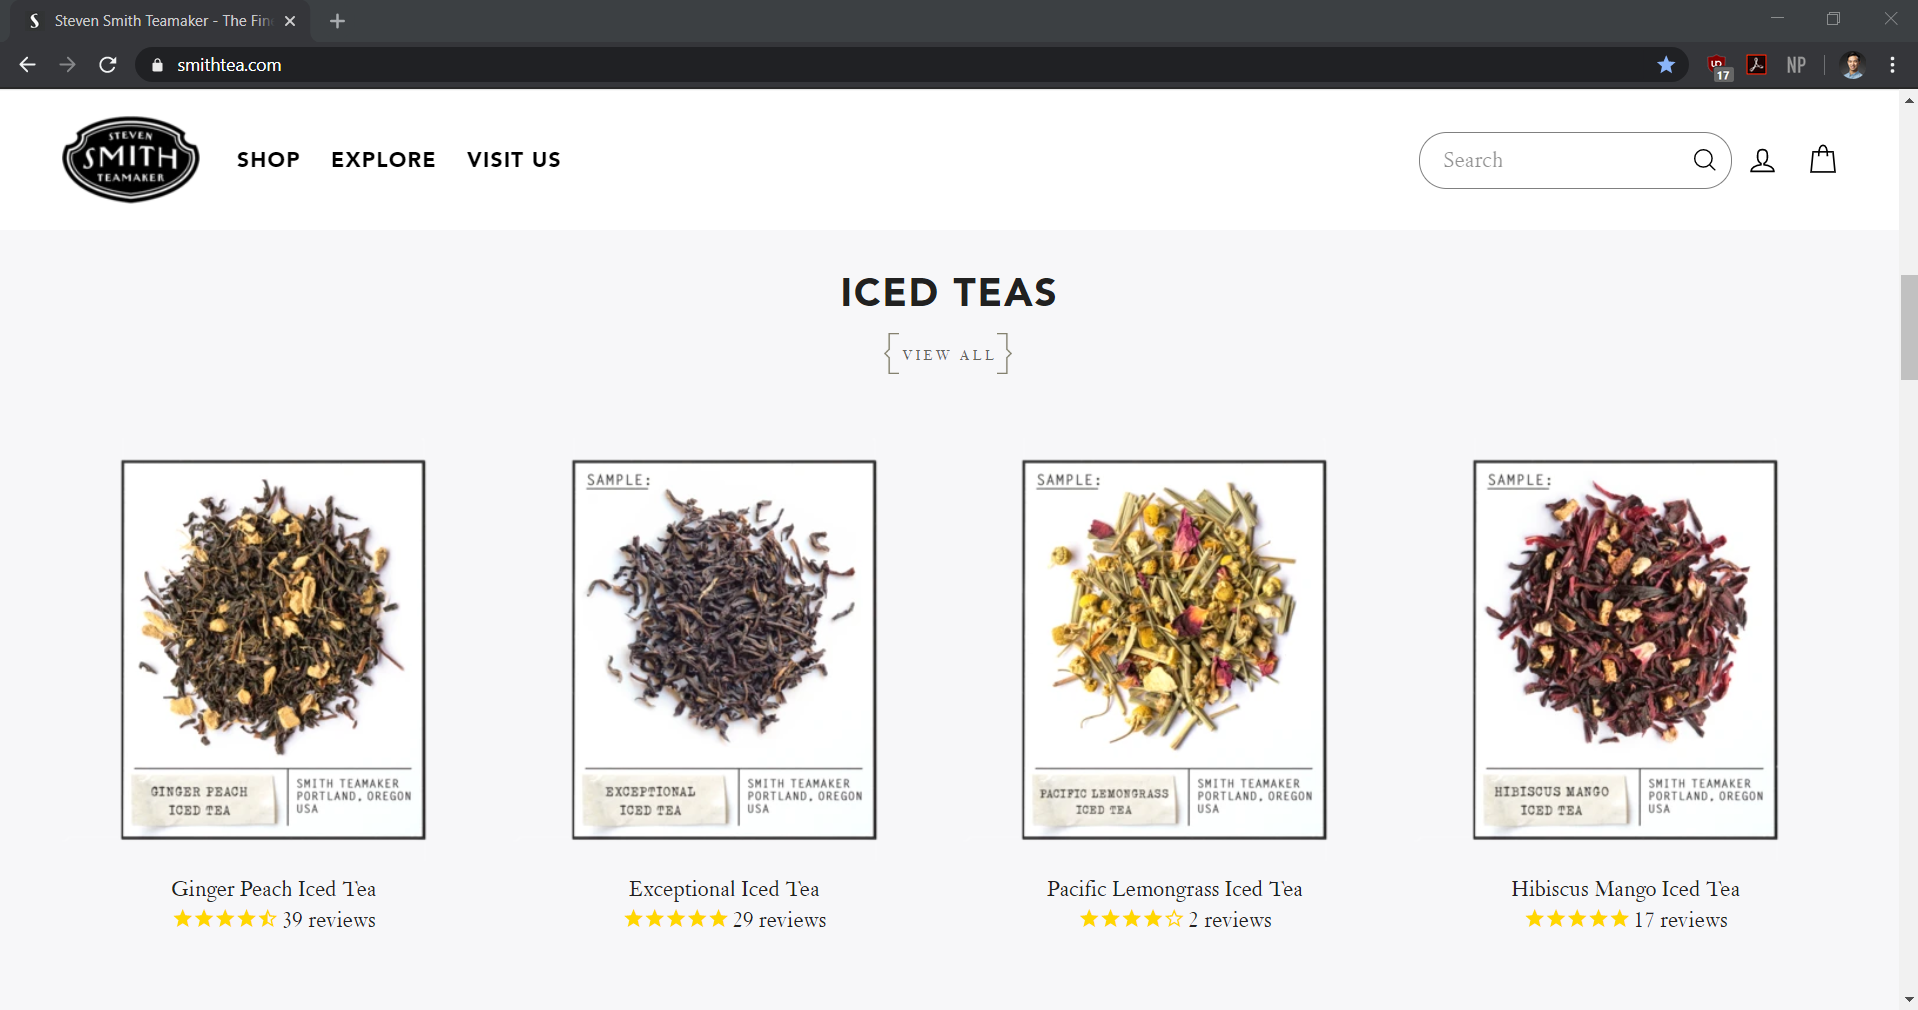 Steven Smith Teamaker - The Fin
smithtea.com
17
NP
STEVEN
SMITH
TEAMAKER
SHOP
EXPLORE
VISIT US
Search
ICED TEAS
VIEW ALL
GINGER PEACH
ICED TEA
SMITH TEAMAKER
PORTLAND, OREGON
USA
Ginger Peach Iced Tea
39 reviews
SAMPLE:
EXCEPTIONAL
ICED TEA
SMITH TEAMAKER
PORTLAND, OREGON
USA
Exceptional Iced Tea
29 reviews
SAMPLE:
PACIFIC LEMONGRASS
ICED TEA
SMITH TEAMAKER
PORTLAND, OREGON
USA
Pacific Lemongrass Iced Tea
2 reviews
SAMPLE:
HIBISCUS MANGO
ICED TEA
SMITH TEAMAKER
PORTLAND, OREGON
USA
Hibiscus Mango Iced Tea
17 reviews